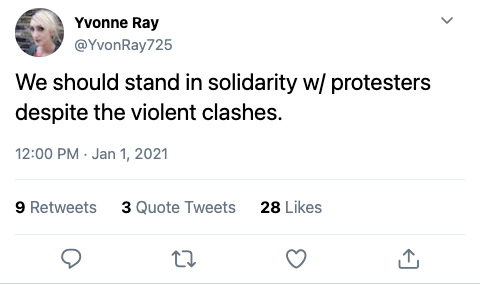 Yvonne Ray
@YvonRay725
We should stand in solidarity w/ protesters
despite the violent clashes.
12:00 PM · Jan 1, 2021
9 Retweets 3 Quote Tweets 28 Likes